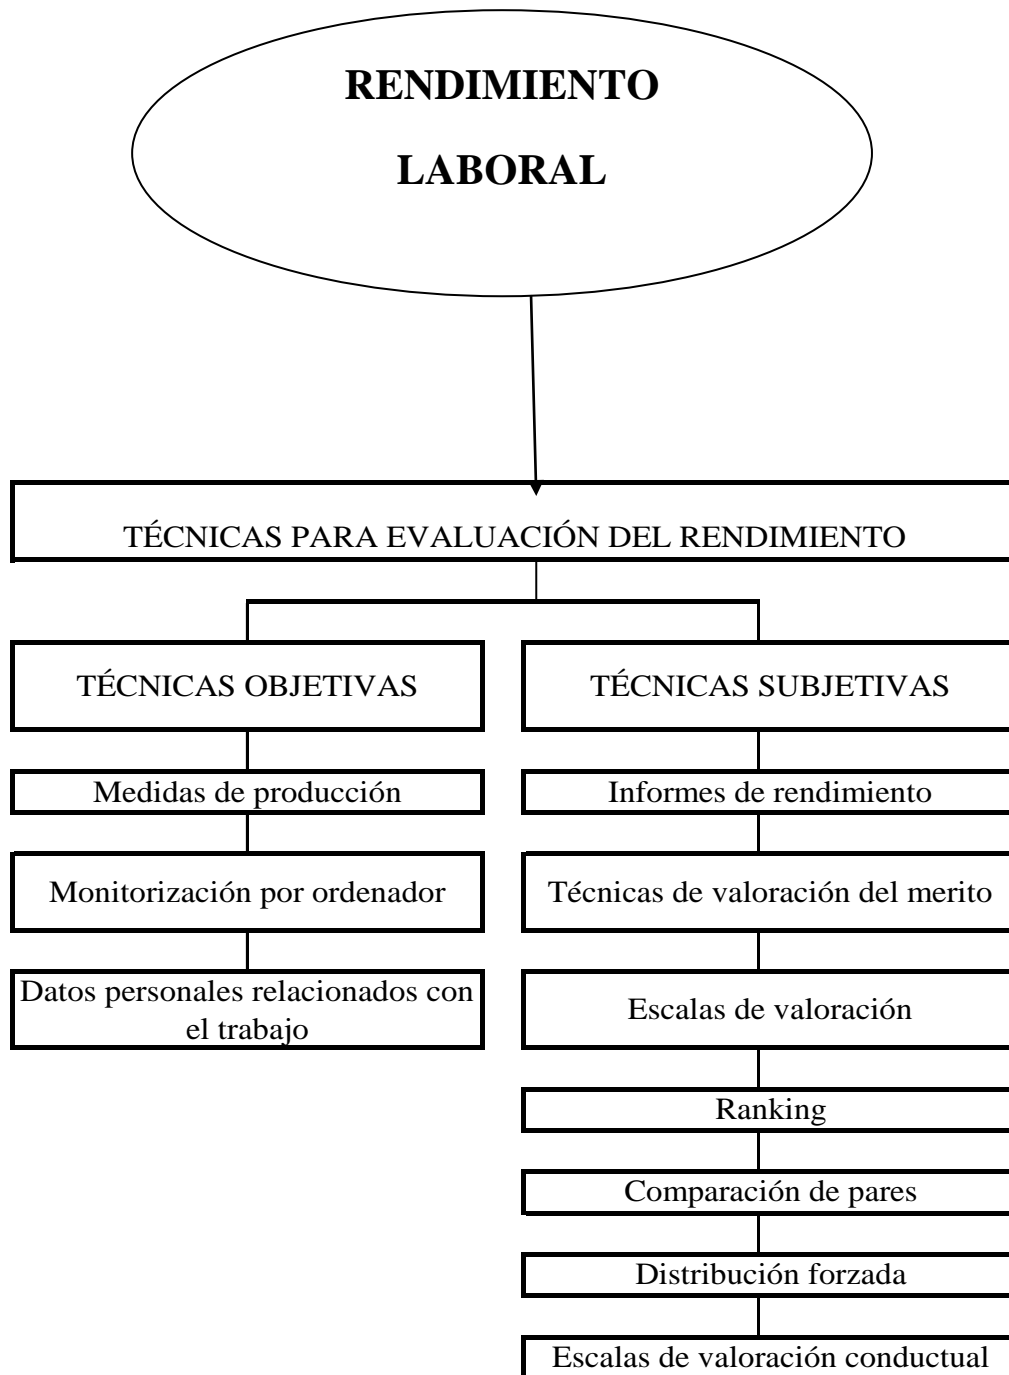 RENDIMIENTO
LABORAL
TÉCNICAS PARA EVALUACIÓN DEL RENDIMIENTO
TÉCNICAS OBJETIVAS
Medidas de producción
Monitorización por ordenador
Datos personales relacionados con
el trabajo
TÉCNICAS SUBJETIVAS
Informes de rendimiento
Técnicas de valoración del merito
Escalas de valoración
Ranking
Comparación de pares
Distribución forzada
Escalas de valoración conductual